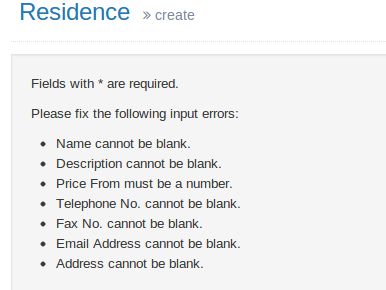 Residence » create
Fields with * are required.
Please fix the following input errors:
• Name cannot be blank.
• Description cannot be blank.
• Price From must be a number.
• Telephone No. cannot be blank.
• Fax No. cannot be blank.
• Email Address cannot be blank.
• Address cannot be blank.